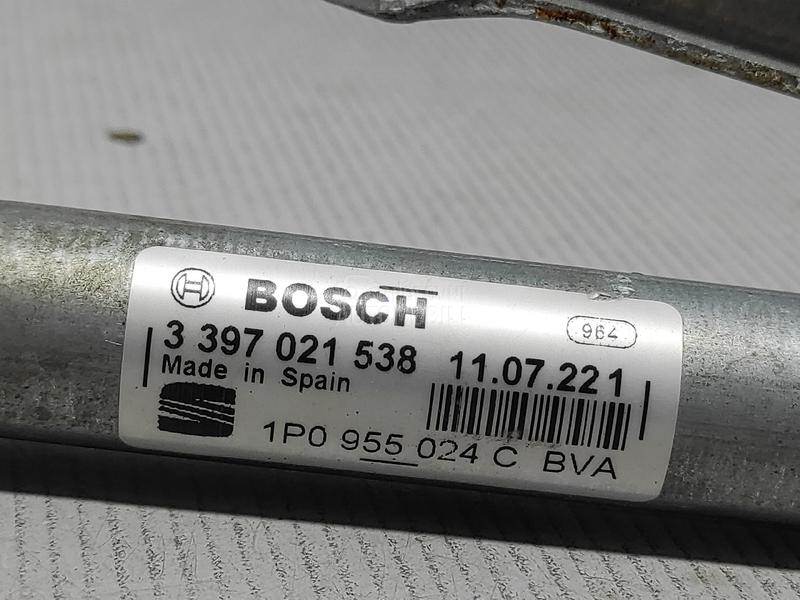 BOSCH
964
3 397 021 538 11.07.221
Made in Spain
1P0 955 024 C BVA